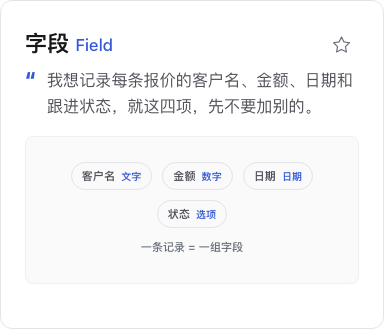 字段 Field
“ 我想记录每条报价的客户名、金额、日期和
跟进状态，就这四项，先不要加别的。
客户名 文字 金额 数字 日期 日期
状态 选项
一条记录 = 一组字段